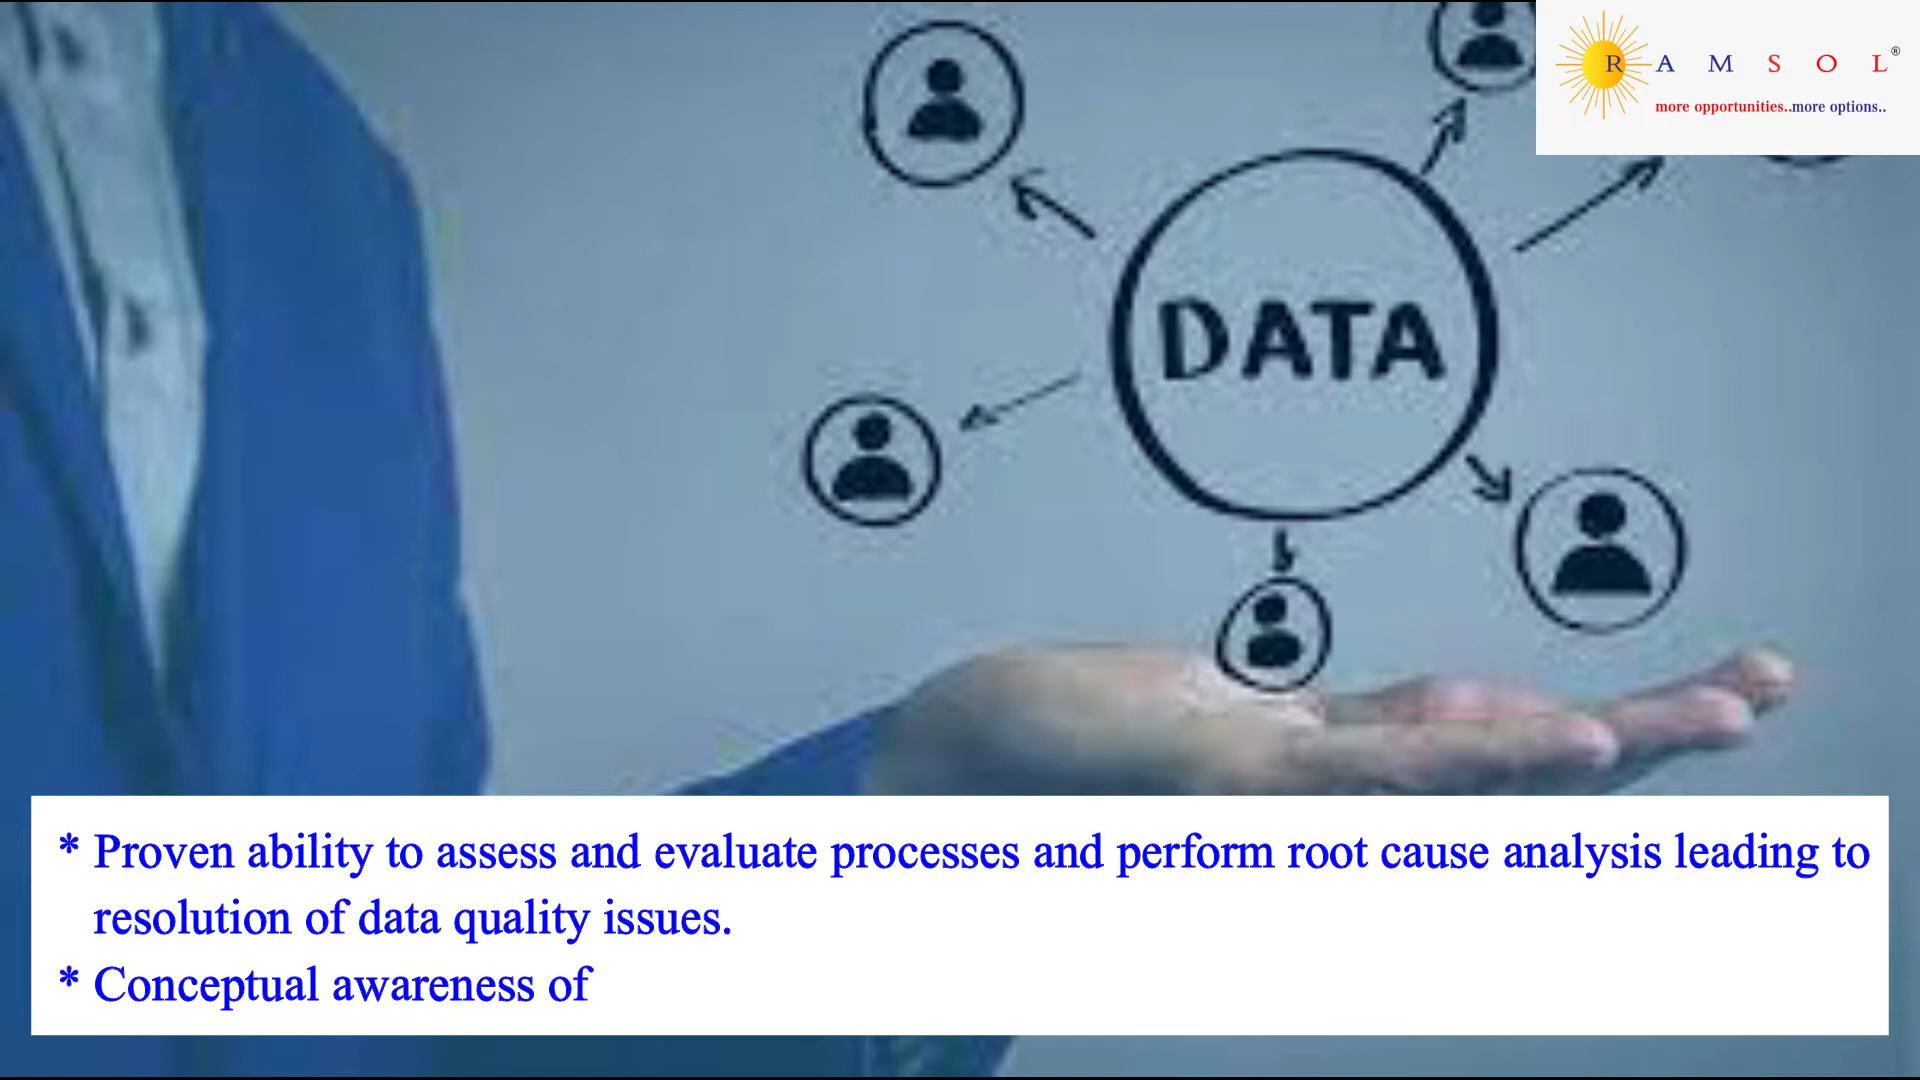 R A M S O L ®
more opportunities..more options..
DATA
* Proven ability to assess and evaluate processes and perform root cause analysis leading to
resolution of data quality issues.
* Conceptual awareness of